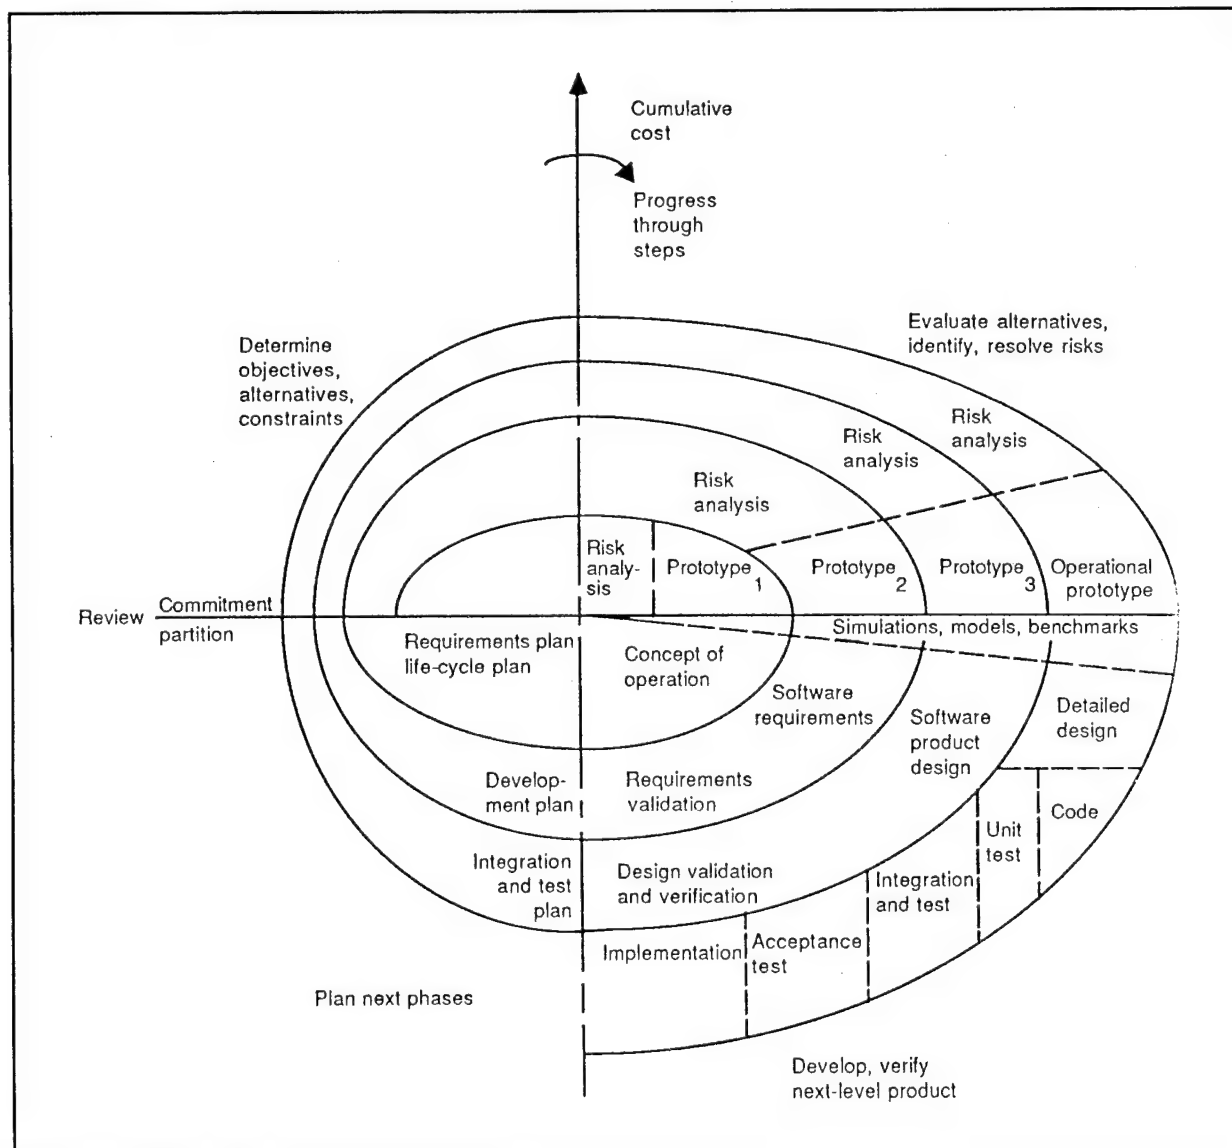 Cumulative
cost
Progress
through
steps
Evaluate alternatives,
identify, resolve risks
Determine
objectives,
alternatives,
constraints
Risk
analysis
Risk
analysis
Risk
analysis
Risk
analy-
sis
Prototype
1
Prototype
2
Prototype
3
Operational
prototype
Review
Commitment
partition
Simulations, models, benchmarks
Requirements plan
life-cycle plan
Concept of
operation
Software
requirements
Software
product
design
Detailed
design
Develop-
ment plan
Requirements
validation
Unit
test
Code
Integration
and test
plan
Design validation
and verification
Integration
and test
Implementation
Acceptance
test
Plan next phases
Develop, verify
next-level product